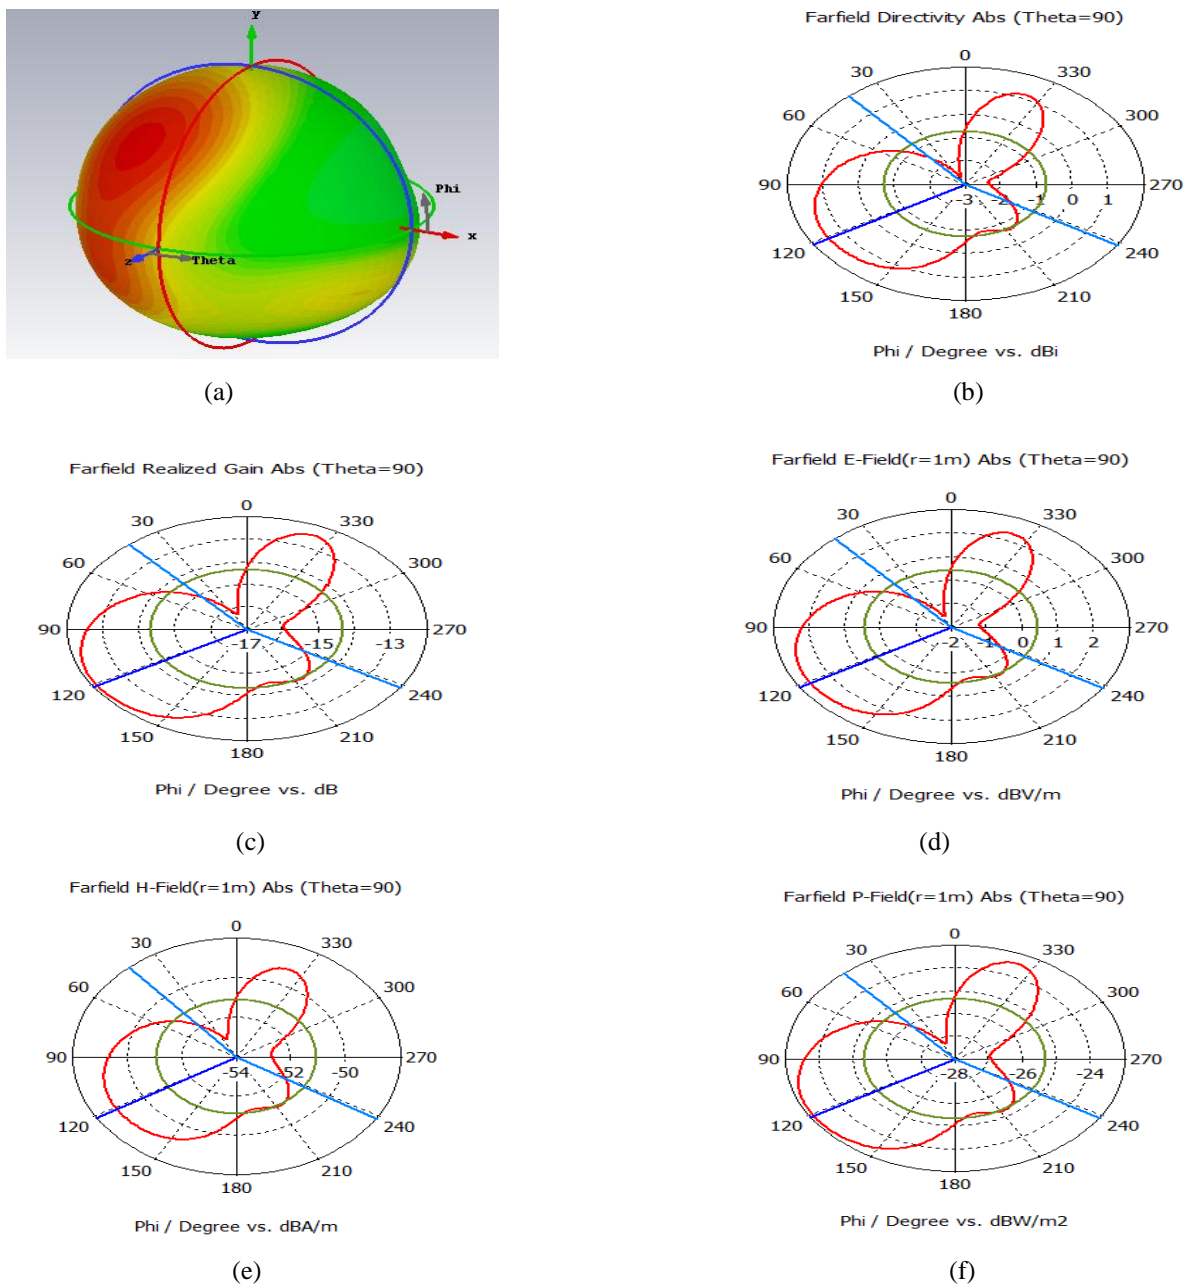 y
Phi
x
z
Theta
(a)
Farfield Directivity Abs (Theta=90)
0
30 330
60 300
90 -3 -2 -1 0 1 270
120 240
150 210
180
Phi / Degree vs. dBi
(b)
Farfield Realized Gain Abs (Theta=90)
0
30 330
60 300
90 -17 -15 -13 270
120 240
150 210
180
Phi / Degree vs. dB
(c)
Farfield E-Field(r=1m) Abs (Theta=90)
0
30 330
60 300
90 -2 -1 0 1 2 270
120 240
150 210
180
Phi / Degree vs. dBV/m
(d)
Farfield H-Field(r=1m) Abs (Theta=90)
0
30 330
60 300
90 -54 -52 -50 270
120 240
150 210
180
Phi / Degree vs. dBA/m
(e)
Farfield P-Field(r=1m) Abs (Theta=90)
0
30 330
60 300
90 -28 -26 -24 270
120 240
150 210
180
Phi / Degree vs. dBW/m2
(f)